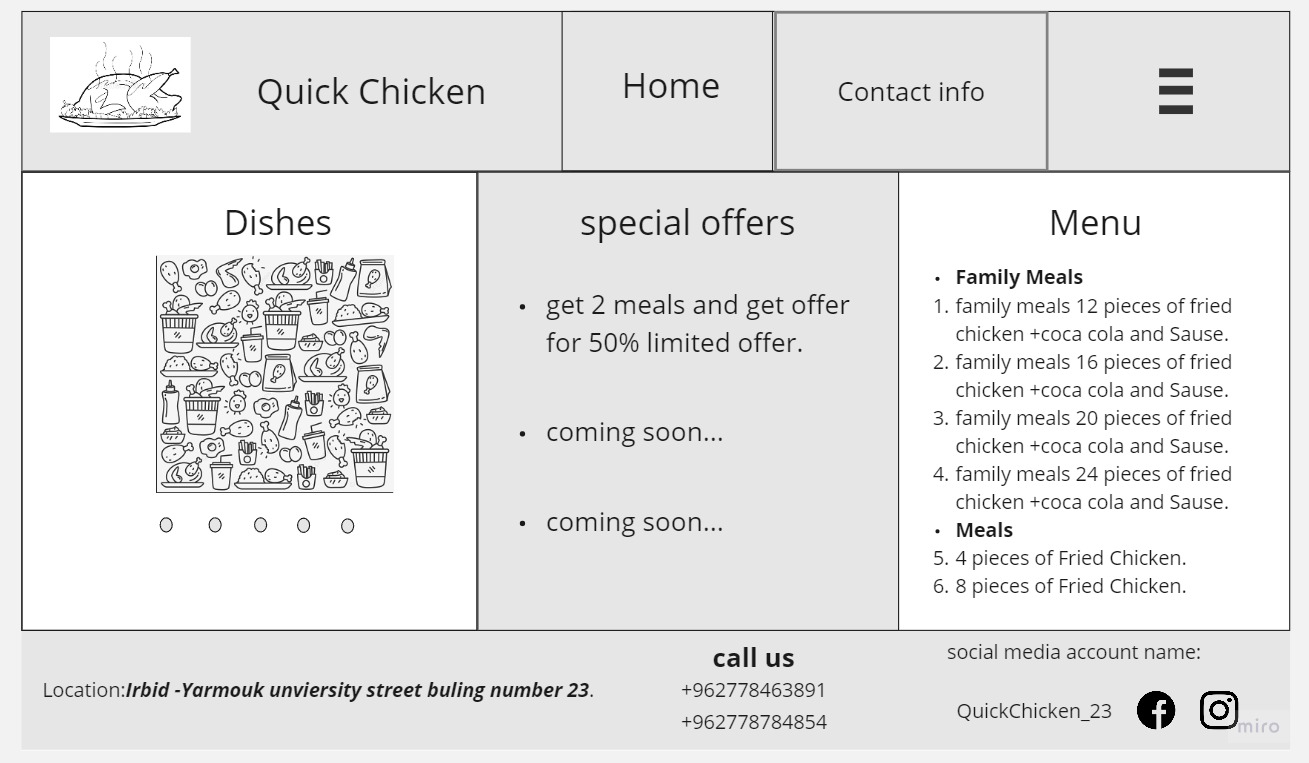 Quick Chicken
Home
Contact info
Dishes
special offers
• get 2 meals and get offer
for 50% limited offer.
• coming soon...
• coming soon...
Menu
• Family Meals
1. family meals 12 pieces of fried
chicken +coca cola and Sause.
2. family meals 16 pieces of fried
chicken +coca cola and Sause.
3. family meals 20 pieces of fried
chicken +coca cola and Sause.
4. family meals 24 pieces of fried
chicken +coca cola and Sause.
• Meals
5. 4 pieces of Fried Chicken.
6. 8 pieces of Fried Chicken.
Location:Irbid -Yarmouk unviersity street buling number 23.
call us
+962778463891
+962778784854
social media account name:
QuickChicken_23
miro